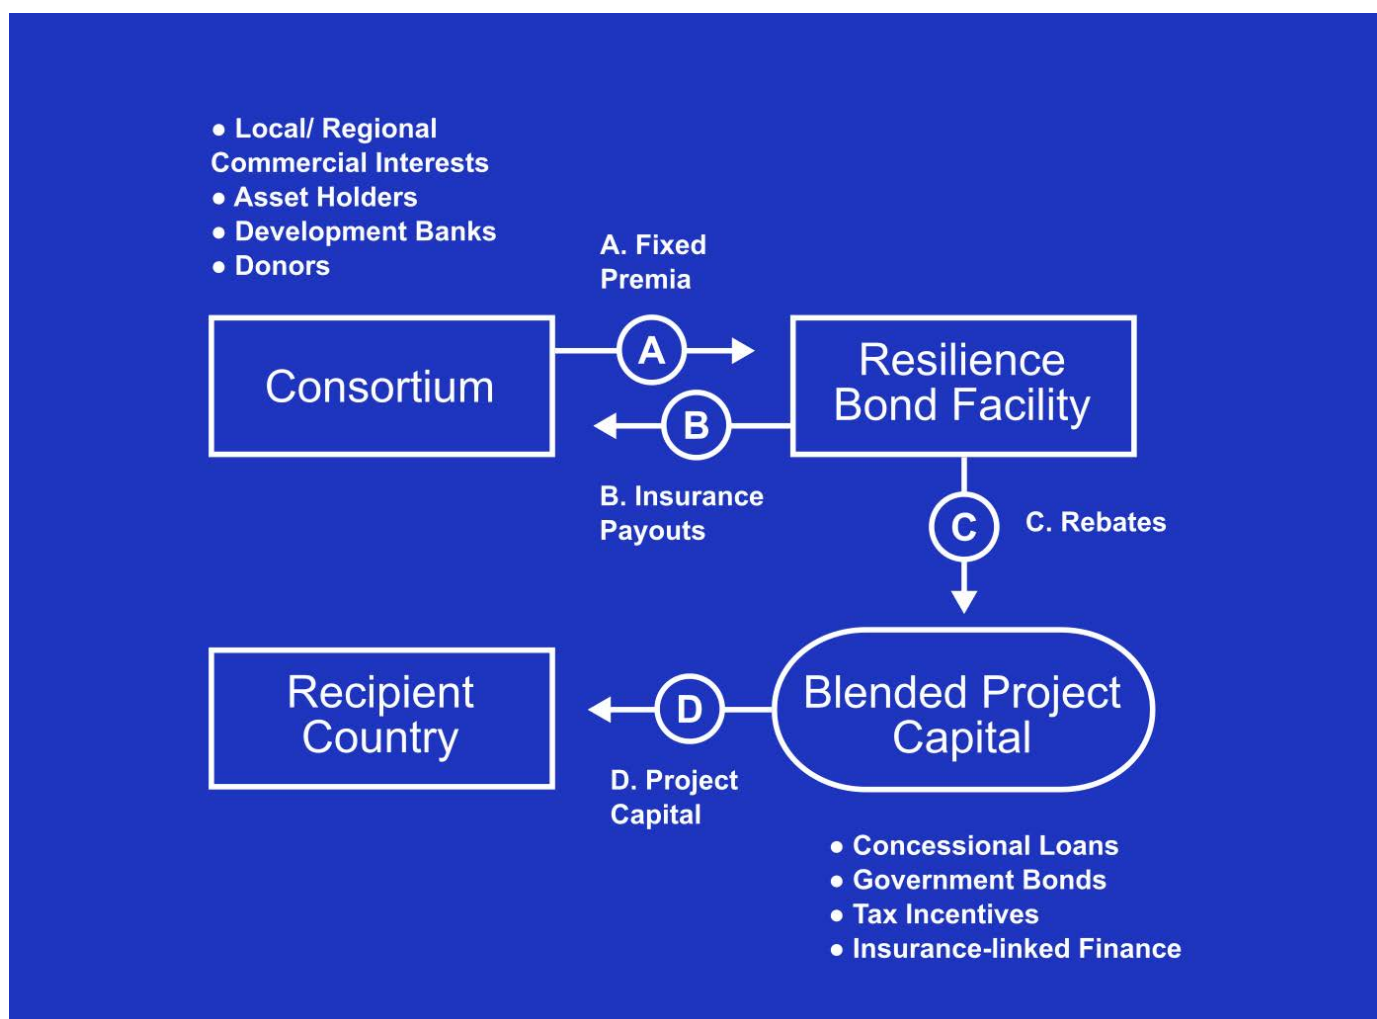 ● Local/ Regional
Commercial Interests
● Asset Holders
● Development Banks
● Donors
A. Fixed
Premia
Consortium
A
Resilience
Bond Facility
B
B. Insurance
Payouts
C
C. Rebates
Recipient
Country
D
Blended Project
Capital
D. Project
Capital
● Concessional Loans
● Government Bonds
● Tax Incentives
● Insurance-linked Finance